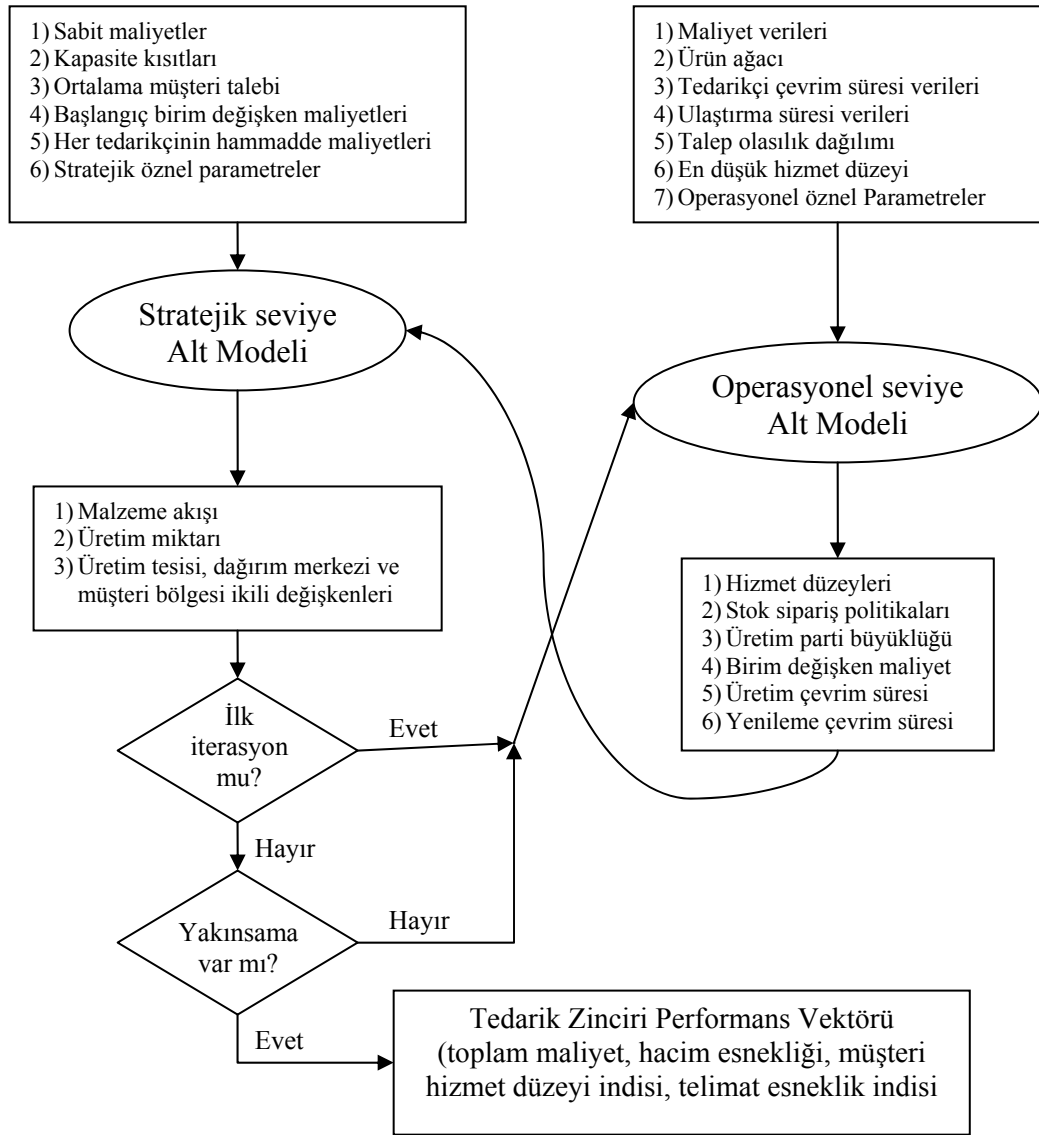 1) Sabit maliyetler
2) Kapasite kısıtları
3) Ortalama müşteri talebi
4) Başlangıç birim değişken maliyetleri
5) Her tedarikçinin hammadde maliyetleri
6) Stratejik öznel parametreler
1) Maliyet verileri
2) Ürün ağacı
3) Tedarikçi çevrim süresi verileri
4) Ulaştırma süresi verileri
5) Talep olasılık dağılımı
6) En düşük hizmet düzeyi
7) Operasyonel öznel Parametreler
Stratejik seviye
Alt Modeli
Operasyonel seviye
Alt Modeli
1) Malzeme akışı
2) Üretim miktarı
3) Üretim tesisi, dağırım merkezi ve
müşteri bölgesi ikili değişkenleri
1) Hizmet düzeyleri
2) Stok sipariş politikaları
3) Üretim parti büyüklüğü
4) Birim değişken maliyet
5) Üretim çevrim süresi
6) Yenileme çevrim süresi
İlk
iterasyon
mu?
Evet
Hayır
Yakınsama
var mı?
Hayır
Evet
Tedarik Zinciri Performans Vektörü
(toplam maliyet, hacim esnekliği, müşteri
hizmet düzeyi indisi, telimat esneklik indisi